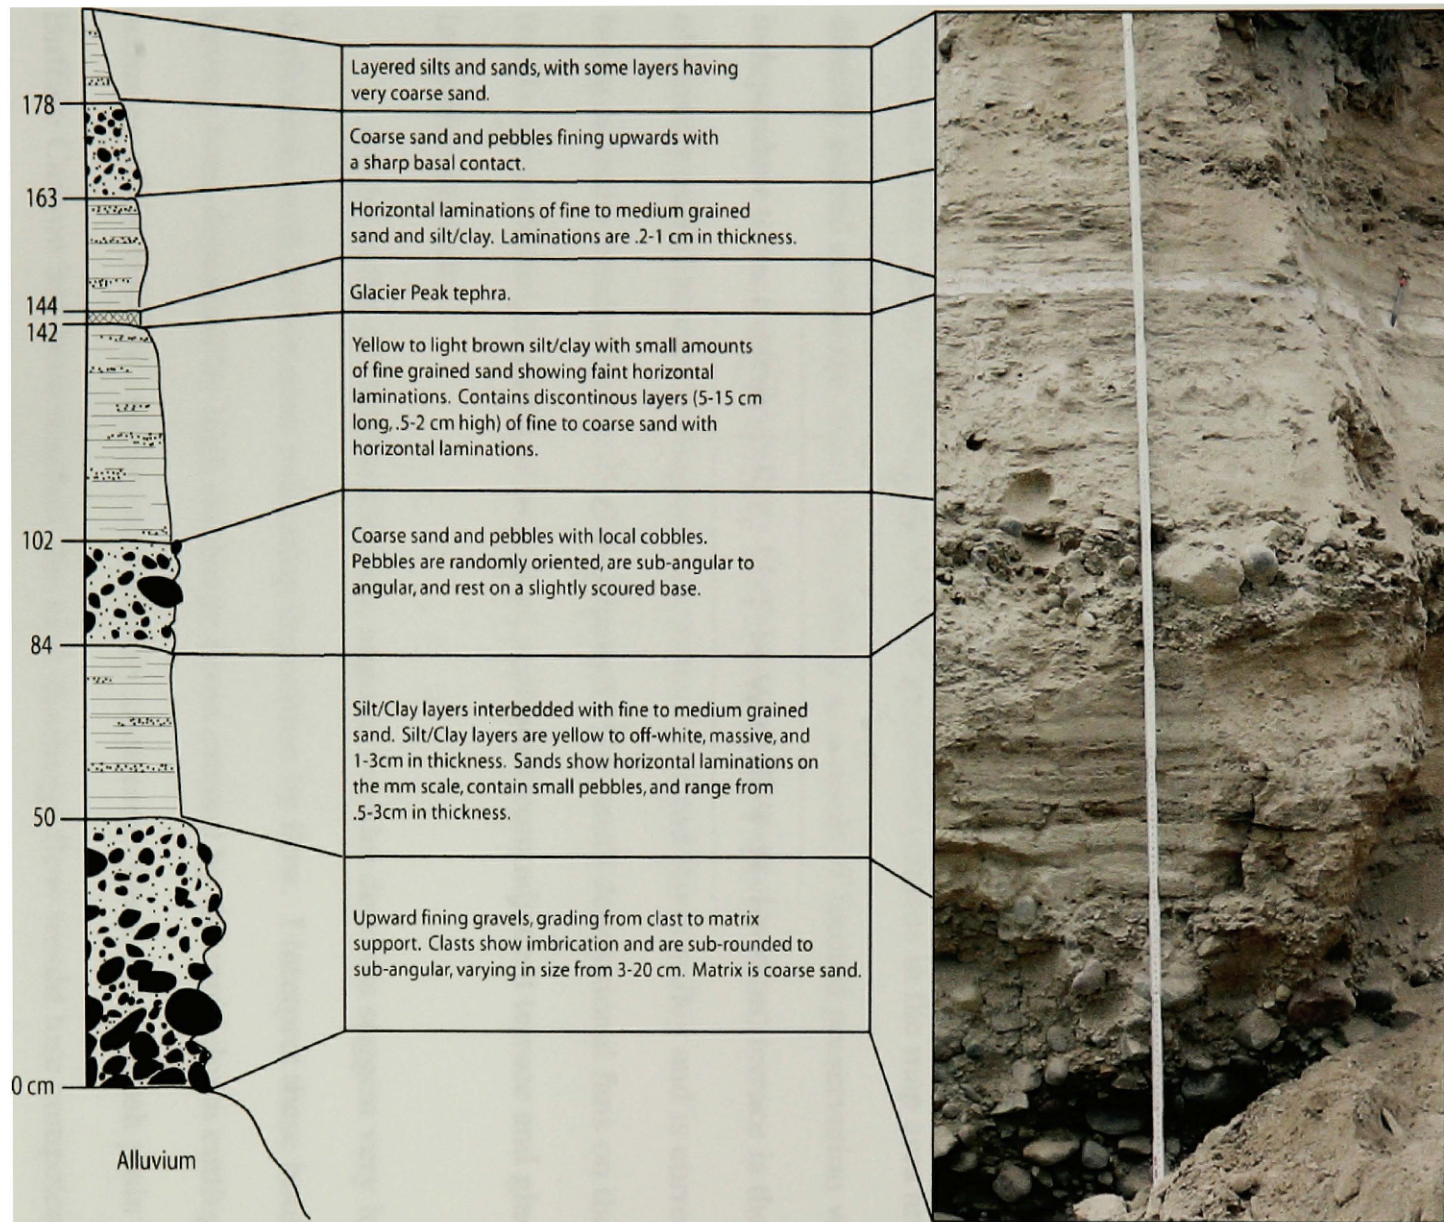 Layered silts and sands, with some layers having
very coarse sand.
178
Coarse sand and pebbles fining upwards with
a sharp basal contact.
163
Horizontal laminations of fine to medium grained
sand and silt/clay. Laminations are .2-1 cm in thickness.
144
Glacier Peak tephra.
142
Yellow to light brown silt/clay with small amounts
of fine grained sand showing faint horizontal
laminations. Contains discontinous layers (5-15 cm
long, .5-2 cm high) of fine to coarse sand with
horizontal laminations.
102
Coarse sand and pebbles with local cobbles.
Pebbles are randomly oriented, are sub-angular to
angular, and rest on a slightly scoured base.
84
Silt/Clay layers interbedded with fine to medium grained
sand. Silt/Clay layers are yellow to off-white, massive, and
1-3cm in thickness. Sands show horizontal laminations on
the mm scale, contain small pebbles, and range from
.5-3cm in thickness.
50
Upward fining gravels, grading from clast to matrix
support. Clasts show imbrication and are sub-rounded to
sub-angular, varying in size from 3-20 cm. Matrix is coarse sand.
0 cm
Alluvium